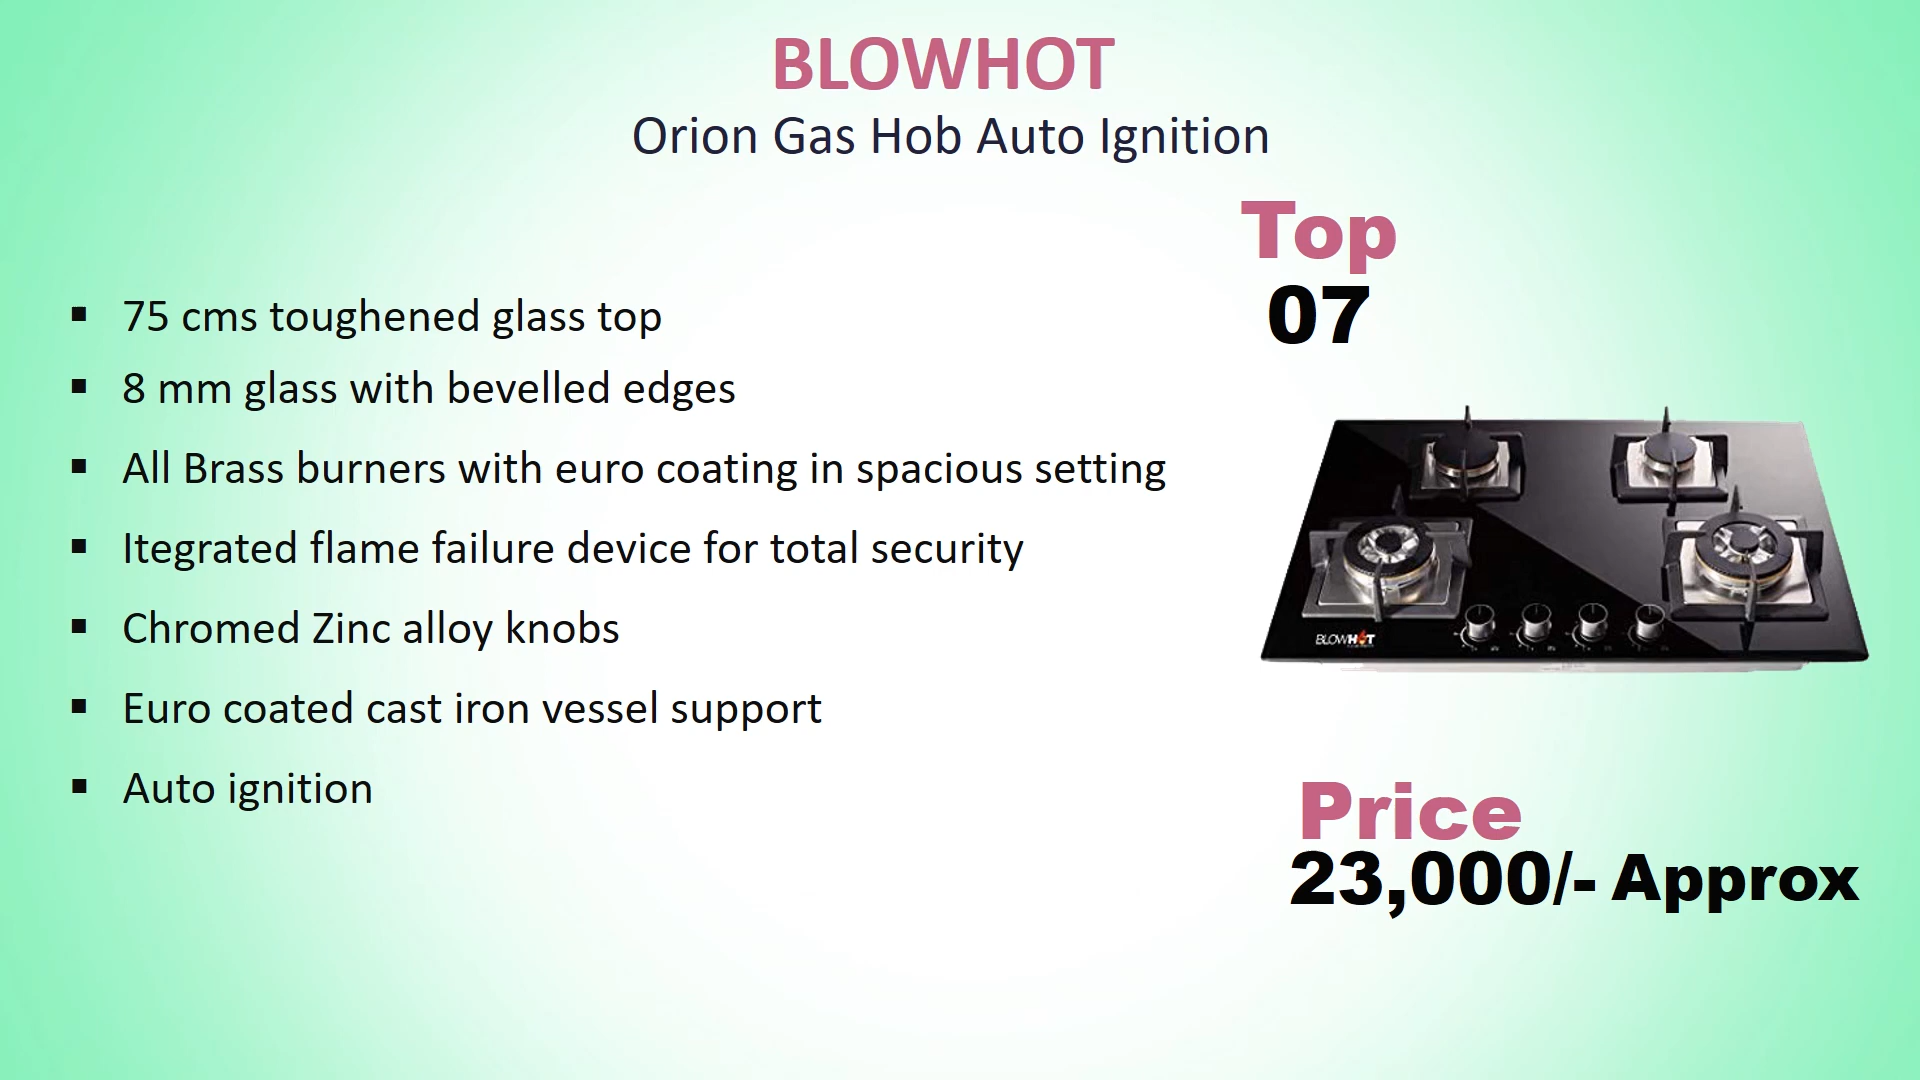 BLOWHOT
Orion Gas Hob Auto Ignition
Top
07
▪ 75 cms toughened glass top
▪ 8 mm glass with bevelled edges
▪ All Brass burners with euro coating in spacious setting
▪ Itegrated flame failure device for total security
▪ Chromed Zinc alloy knobs
▪ Euro coated cast iron vessel support
▪ Auto ignition
BLOWHOT
Price
23,000/- Approx